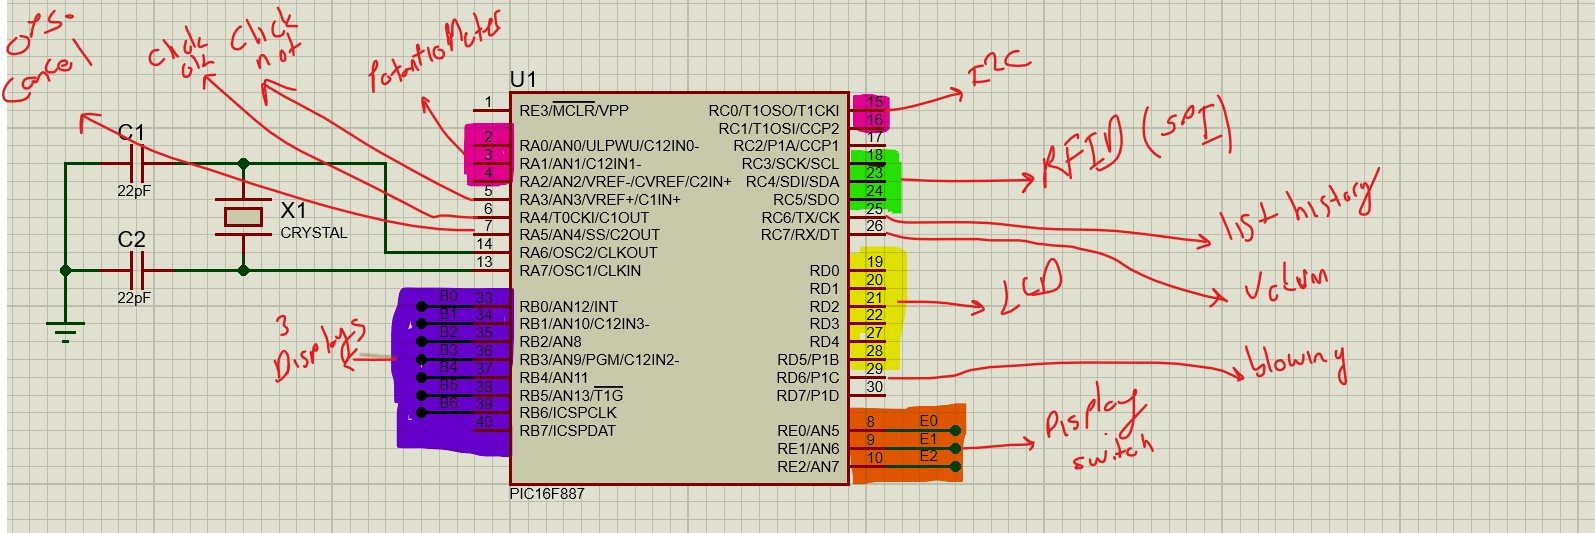 OPS.
Cancel
Click
ok
Click
not
PotantioMeter
U1
1 RE3/MCLR/VPP
2 RA0/AN0/ULPWU/C12IN0-
3 RA1/AN1/C12IN1-
4 RA2/AN2/VREF-/CVREF/C2IN+
5 RA3/AN3/VREF+/C1IN+
6 RA4/T0CKI/C1OUT
7 RA5/AN4/SS/C2OUT
14 RA6/OSC2/CLKOUT
13 RA7/OSC1/CLKIN
B0 33 RB0/AN12/INT
B1 34 RB1/AN10/C12IN3-
B2 35 RB2/AN8
B3 36 RB3/AN9/PGM/C12IN2-
B4 37 RB4/AN11
B5 38 RB5/AN13/T1G
B6 39 RB6/ICSPCLK
40 RB7/ICSPDAT
RC0/T1OSO/T1CKI 15
RC1/T1OSI/CCP2 16
RC2/P1A/CCP1 17
RC3/SCK/SCL 18
RC4/SDI/SDA 23
RC5/SDO 24
RC6/TX/CK 25
RC7/RX/DT 26
RD0 19
RD1 20
RD2 21
RD3 22
RD4 27
RD5/P1B 28
RD6/P1C 29
RD7/P1D 30
RE0/AN5 8 E0
RE1/AN6 9 E1
RE2/AN7 10 E2
PIC16F887
C1
22pF
X1
CRYSTAL
C2
22pF
3
Displays
I2C
RFID (SPI)
list history
Volum
LCD
blowing
Display
switch